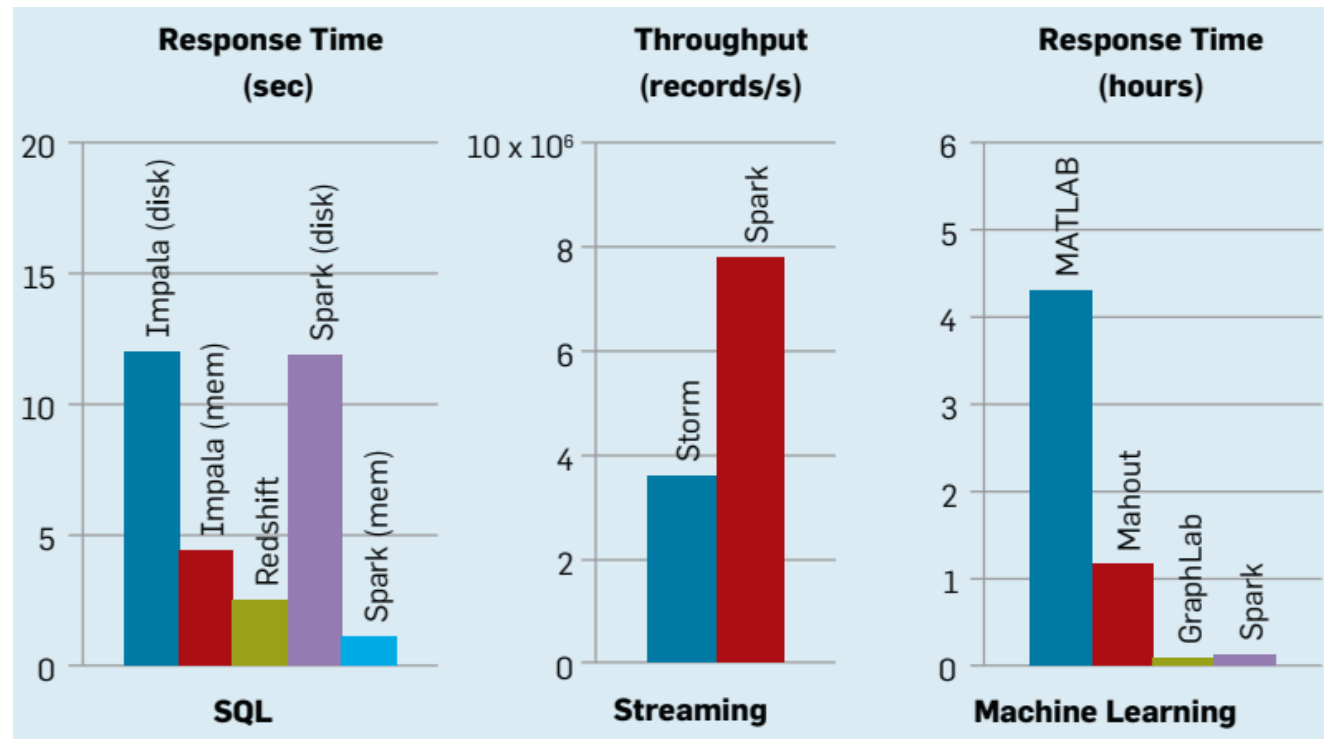 Response Time
(sec)
20
15
10
5
0
Impala (disk)
Impala (mem)
Redshift
Spark (disk)
Spark (mem)
SQL
Throughput
(records/s)
10 x 10⁶
8
6
4
2
0
Storm
Spark
Streaming
Response Time
(hours)
6
5
4
3
2
1
0
MATLAB
Mahout
GraphLab
Spark
Machine Learning